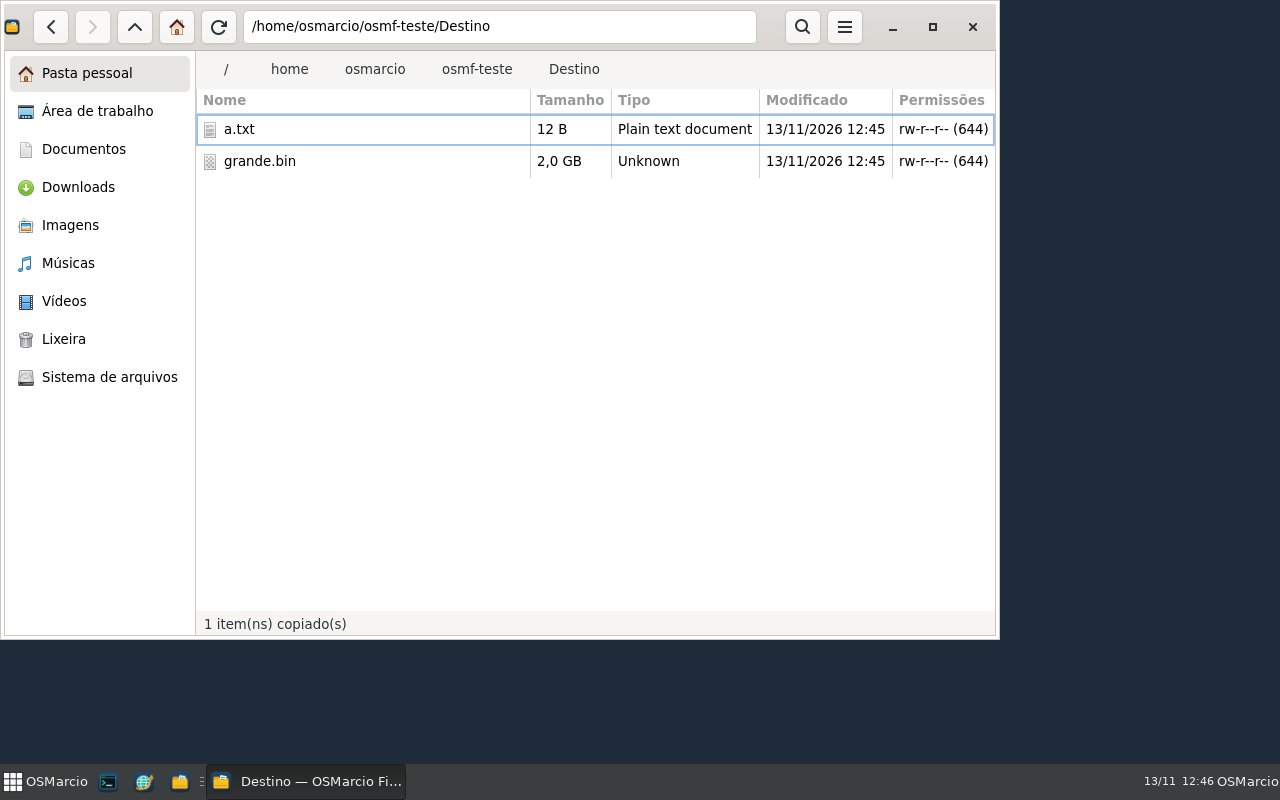 /home/osmarcio/osmf-teste/Destino
/ home osmarcio osmf-teste Destino
Pasta pessoal
Área de trabalho
Documentos
Downloads
Imagens
Músicas
Vídeos
Lixeira
Sistema de arquivos
Nome Tamanho Tipo Modificado Permissões
a.txt 12 B Plain text document 13/11/2026 12:45 rw-r--r-- (644)
grande.bin 2,0 GB Unknown 13/11/2026 12:45 rw-r--r-- (644)
1 item(ns) copiado(s)
OSMarcio Destino — OSMarcio Fi... 13/11 12:46 OSMarcio